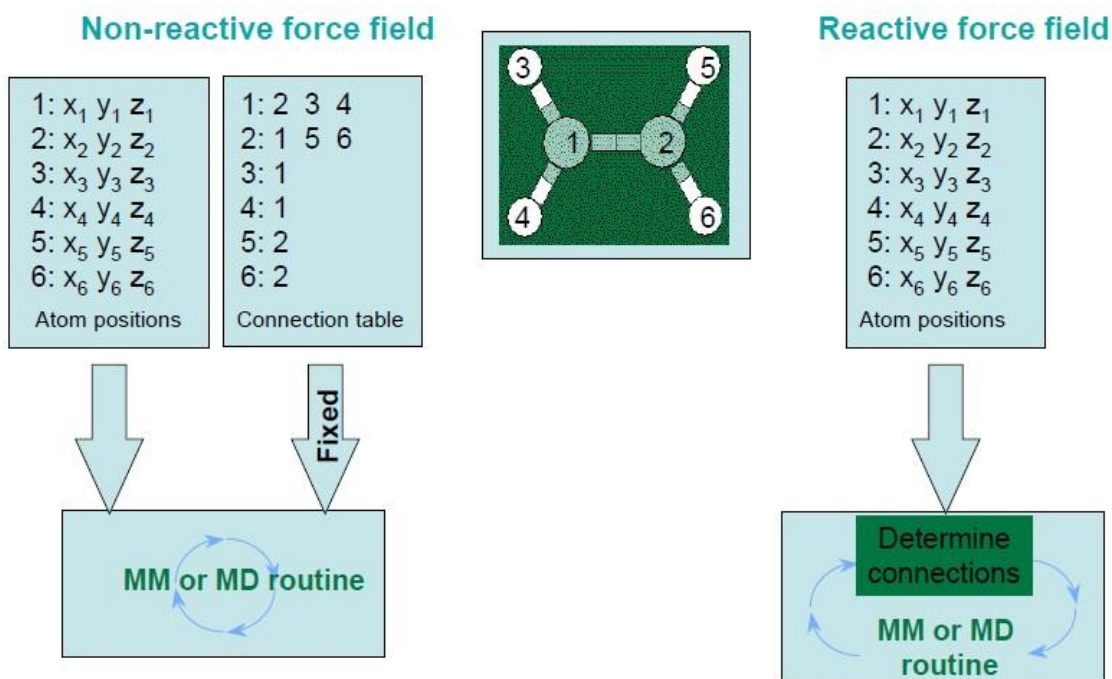 Non-reactive force field
1: x₁ y₁ z₁
2: x₂ y₂ z₂
3: x₃ y₃ z₃
4: x₄ y₄ z₄
5: x₅ y₅ z₅
6: x₆ y₆ z₆
Atom positions
1: 2 3 4
2: 1 5 6
3: 1
4: 1
5: 2
6: 2
Connection table
Fixed
MM or MD routine
3
5
1
2
4
6
Reactive force field
1: x₁ y₁ z₁
2: x₂ y₂ z₂
3: x₃ y₃ z₃
4: x₄ y₄ z₄
5: x₅ y₅ z₅
6: x₆ y₆ z₆
Atom positions
Determine
connections
MM or MD
routine